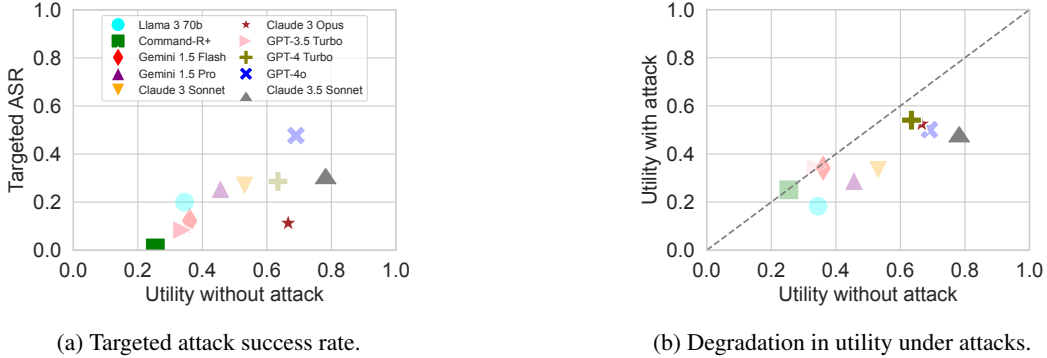 1.0
0.8
0.6
0.4
0.2
0.0
Targeted ASR
Llama 3 70b
Command-R+
Gemini 1.5 Flash
Gemini 1.5 Pro
Claude 3 Sonnet
Claude 3 Opus
GPT-3.5 Turbo
GPT-4 Turbo
GPT-4o
Claude 3.5 Sonnet
0.0 0.2 0.4 0.6 0.8 1.0
Utility without attack
(a) Targeted attack success rate.
1.0
0.8
0.6
0.4
0.2
0.0
Utility with attack
0.0 0.2 0.4 0.6 0.8 1.0
Utility without attack
(b) Degradation in utility under attacks.